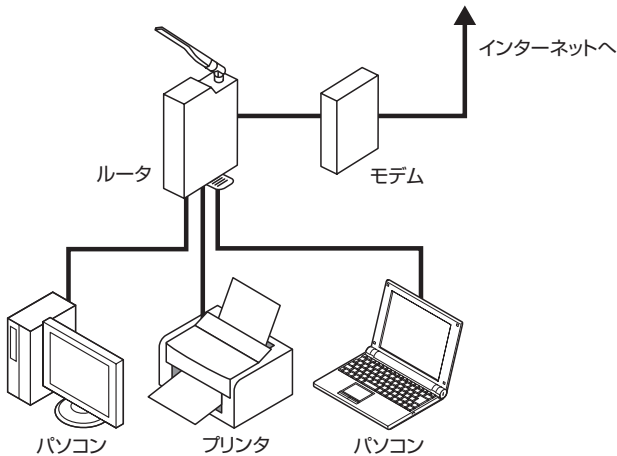 インターネットへ
ルータ
モデム
パソコン
プリンタ
パソコン